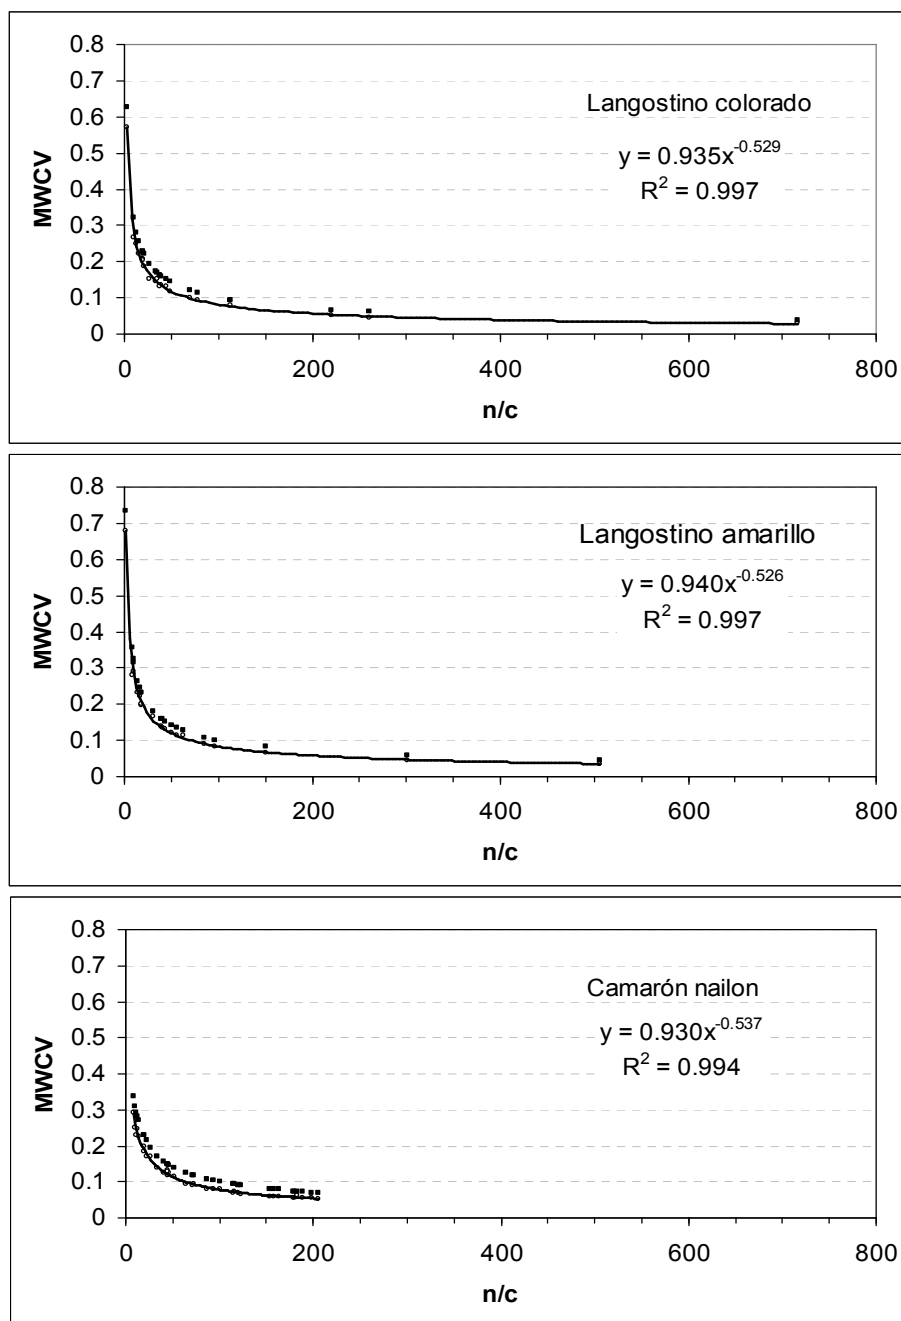 0.8
0.7
0.6
0.5
0.4
0.3
0.2
0.1
0
MWCV
Langostino colorado
y = 0.935x^-0.529
R² = 0.997
0 200 400 600 800
n/c
0.8
0.7
0.6
0.5
0.4
0.3
0.2
0.1
0
MWCV
Langostino amarillo
y = 0.940x^-0.526
R² = 0.997
0 200 400 600 800
n/c
0.8
0.7
0.6
0.5
0.4
0.3
0.2
0.1
0
MWCV
Camarón nailon
y = 0.930x^-0.537
R² = 0.994
0 200 400 600 800
n/c